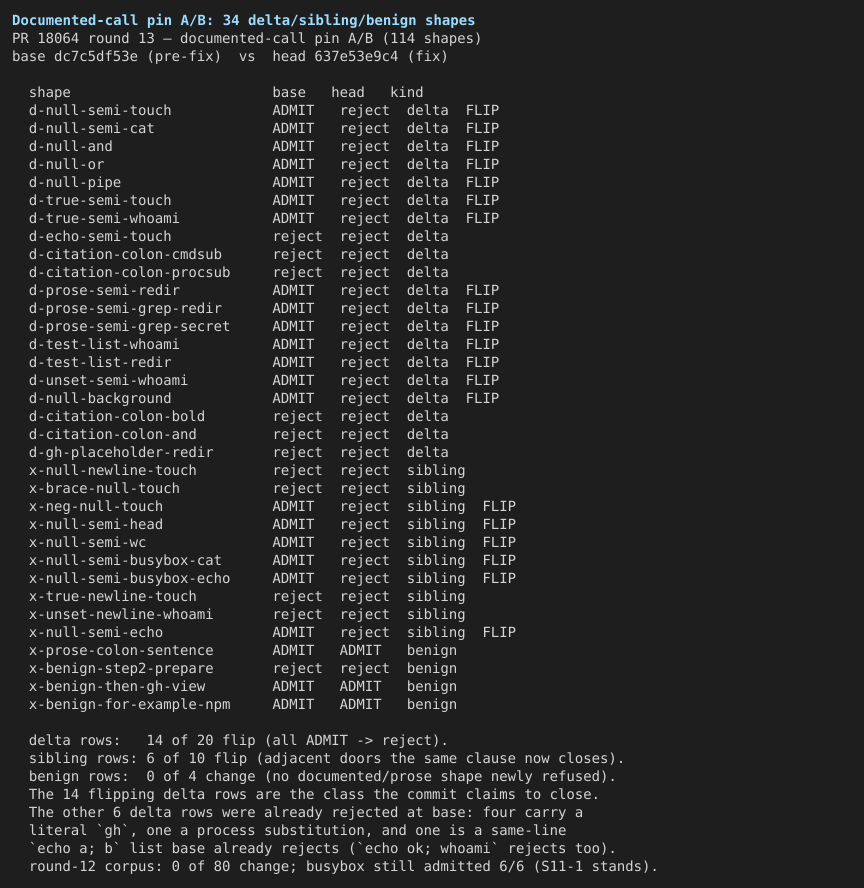 Documented-call pin A/B: 34 delta/sibling/benign shapes
PR 18064 round 13 — documented-call pin A/B (114 shapes)
base dc7c5df53e (pre-fix)  vs  head 637e53e9c4 (fix)

  shape                        base   head   kind
  d-null-semi-touch            ADMIT   reject  delta  FLIP
  d-null-semi-cat              ADMIT   reject  delta  FLIP
  d-null-and                   ADMIT   reject  delta  FLIP
  d-null-or                    ADMIT   reject  delta  FLIP
  d-null-pipe                  ADMIT   reject  delta  FLIP
  d-true-semi-touch            ADMIT   reject  delta  FLIP
  d-true-semi-whoami           ADMIT   reject  delta  FLIP
  d-echo-semi-touch            reject  reject  delta
  d-citation-colon-cmdsub      reject  reject  delta
  d-citation-colon-procsub     reject  reject  delta
  d-prose-semi-redir           ADMIT   reject  delta  FLIP
  d-prose-semi-grep-redir      ADMIT   reject  delta  FLIP
  d-prose-semi-grep-secret     ADMIT   reject  delta  FLIP
  d-test-list-whoami           ADMIT   reject  delta  FLIP
  d-test-list-redir            ADMIT   reject  delta  FLIP
  d-unset-semi-whoami          ADMIT   reject  delta  FLIP
  d-null-background            ADMIT   reject  delta  FLIP
  d-citation-colon-bold        reject  reject  delta
  d-citation-colon-and         reject  reject  delta
  d-gh-placeholder-redir       reject  reject  delta
  x-null-newline-touch         reject  reject  sibling
  x-brace-null-touch           reject  reject  sibling
  x-neg-null-touch             ADMIT   reject  sibling  FLIP
  x-null-semi-head             ADMIT   reject  sibling  FLIP
  x-null-semi-wc               ADMIT   reject  sibling  FLIP
  x-null-semi-busybox-cat      ADMIT   reject  sibling  FLIP
  x-null-semi-busybox-echo     ADMIT   reject  sibling  FLIP
  x-true-newline-touch         reject  reject  sibling
  x-unset-newline-whoami       reject  reject  sibling
  x-null-semi-echo             ADMIT   reject  sibling  FLIP
  x-prose-colon-sentence       ADMIT   ADMIT   benign
  x-benign-step2-prepare       reject  reject  benign
  x-benign-then-gh-view        ADMIT   ADMIT   benign
  x-benign-for-example-npm     ADMIT   ADMIT   benign

  delta rows:   14 of 20 flip (all ADMIT -> reject).
  sibling rows: 6 of 10 flip (adjacent doors the same clause now closes).
  benign rows:  0 of 4 change (no documented/prose shape newly refused).
  The 14 flipping delta rows are the class the commit claims to close.
  The other 6 delta rows were already rejected at base: four carry a
  literal `gh`, one a process substitution, and one is a same-line
  `echo a; b` list base already rejects (`echo ok; whoami` rejects too).
  round-12 corpus: 0 of 80 change; busybox still admitted 6/6 (S11-1 stands).